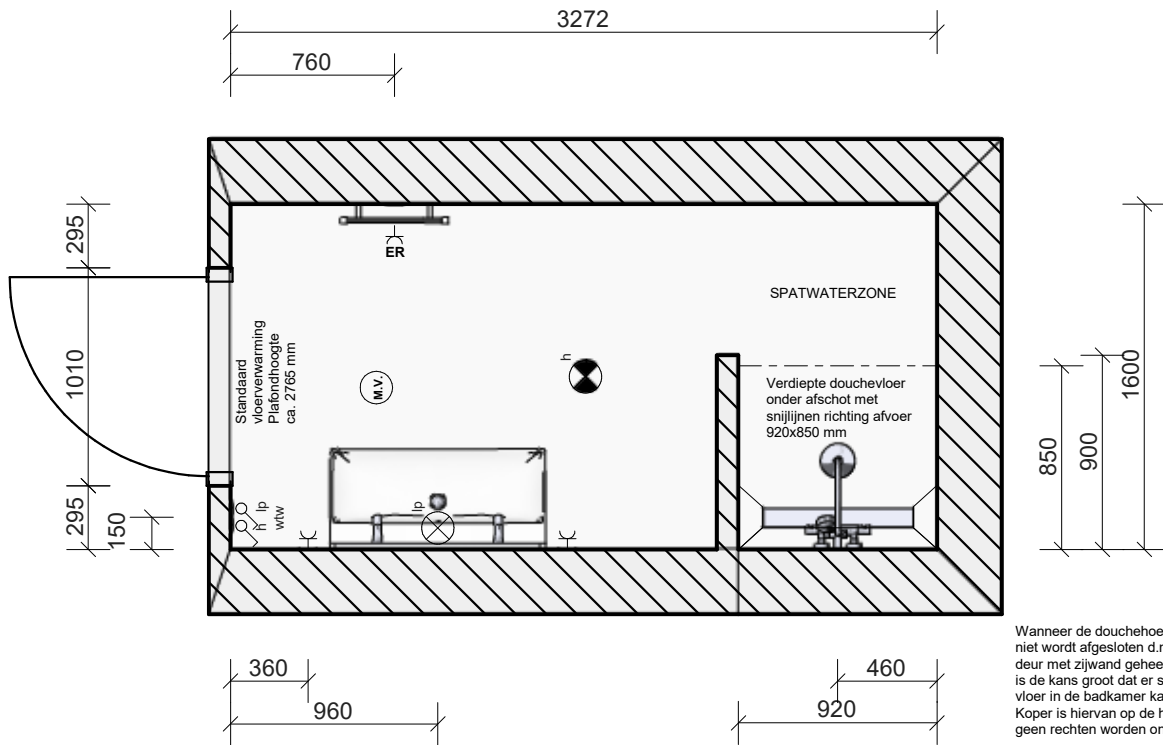 3272
760
295
1010
295
150
ER
SPATWATERZONE
Standaard
vloerverwarming
Plafondhoogte
ca. 2765 mm
M.V.
h
Verdiepte douchevloer
onder afschot met
snijlijnen richting afvoer
920x850 mm
850
900
1600
lp
h
wtw
lp
360
960
460
920
Wanneer de douchehoe
niet wordt afgesloten d.
deur met zijwand gehee
is de kans groot dat er s
vloer in de badkamer ka
Koper is hiervan op de h
geen rechten worden on